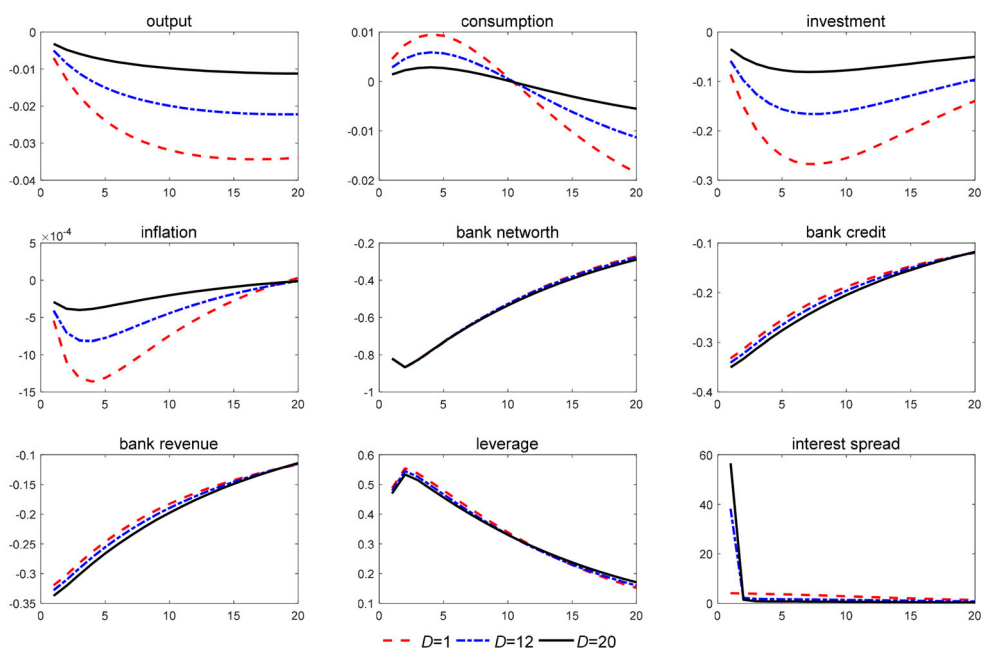 output
consumption
investment
0
-0.01
-0.02
-0.03
-0.04
0 5 10 15 20
0.01
0
-0.01
-0.02
0 5 10 15 20
0
-0.1
-0.2
-0.3
0 5 10 15 20
inflation
bank networth
bank credit
×10⁻⁴
5
0
-5
-10
-15
0 5 10 15 20
-0.2
-0.4
-0.6
-0.8
-1
0 5 10 15 20
-0.1
-0.2
-0.3
-0.4
0 5 10 15 20
bank revenue
leverage
interest spread
-0.1
-0.15
-0.2
-0.25
-0.3
-0.35
0 5 10 15 20
0.6
0.5
0.4
0.3
0.2
0.1
0 5 10 15 20
60
40
20
0
0 5 10 15 20
D=1 D=12 D=20